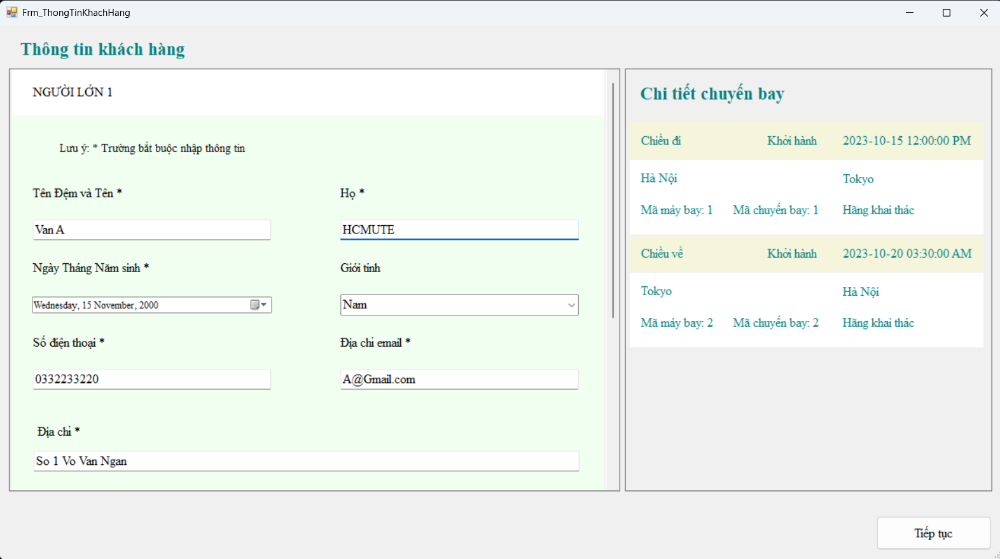 Frm_ThongTinKhachHang
Thông tin khách hàng
NGƯỜI LỚN 1
Lưu ý: * Trường bắt buộc nhập thông tin
Tên Đệm và Tên *
Họ *
Van A
HCMUTE
Ngày Tháng Năm sinh *
Giới tính
Wednesday, 15 November, 2000
Nam
Số điện thoại *
Địa chỉ email *
0332233220
A@Gmail.com
Địa chỉ *
So 1 Vo Van Ngan
Chi tiết chuyến bay
Chiều đi Khởi hành 2023-10-15 12:00:00 PM
Hà Nội Tokyo
Mã máy bay: 1 Mã chuyến bay: 1 Hãng khai thác
Chiều về Khởi hành 2023-10-20 03:30:00 AM
Tokyo Hà Nội
Mã máy bay: 2 Mã chuyến bay: 2 Hãng khai thác
Tiếp tục